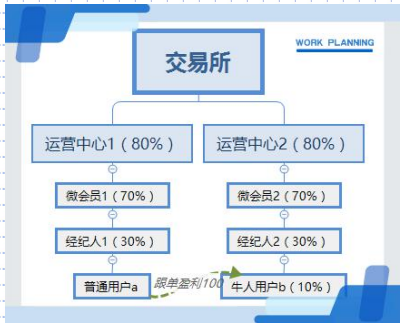 WORK PLANNING
交易所
运营中心1（80%）
运营中心2（80%）
微会员1（70%）
微会员2（70%）
经纪人1（30%）
经纪人2（30%）
普通用户a
跟单盈利100
牛人用户b（10%）
WORK PLANNING